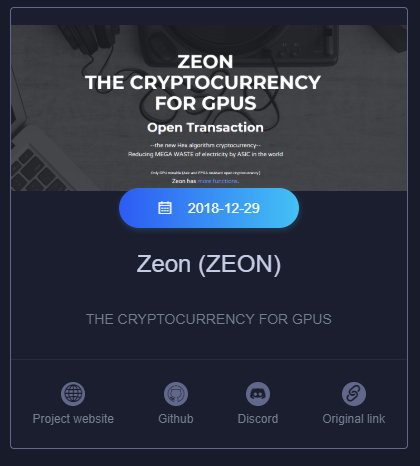 ZEON
THE CRYPTOCURRENCY
FOR GPUS
Open Transaction
--the new Hex algorithm cryptocurrency--
Reducing MEGA WASTE of electricity by ASIC in the world
Only GPU minable (Asic and FPGA resistant open cryptocurrency)
Zeon has more functions.
2018-12-29
Zeon (ZEON)
THE CRYPTOCURRENCY FOR GPUS
Project website
Github
Discord
Original link